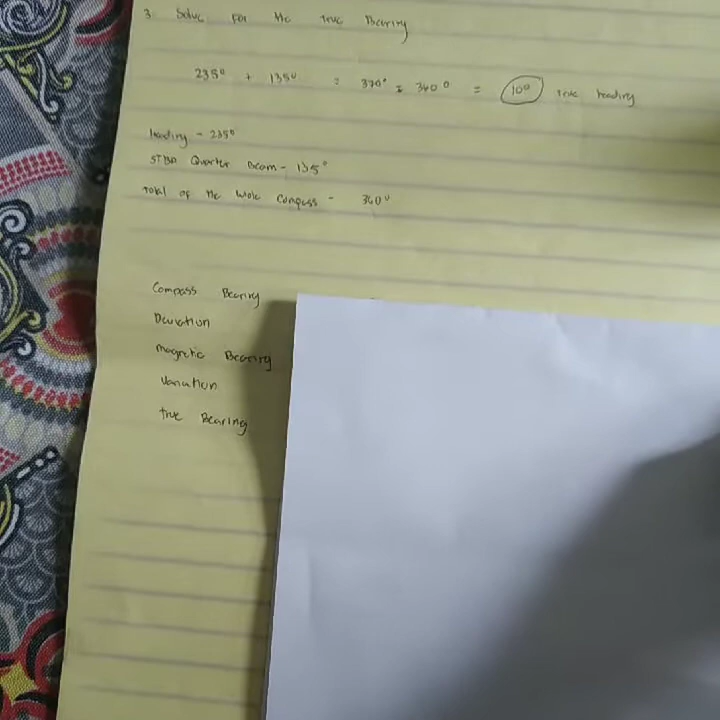 3. Solve for the True Bearing
235° + 135° = 370° - 360° = 10° true heading
heading - 235°
STBD Quarter Beam - 135°
Total of the whole Compass - 360°
Compass Bearing
Deviation
magnetic Bearing
Variation
true Bearing